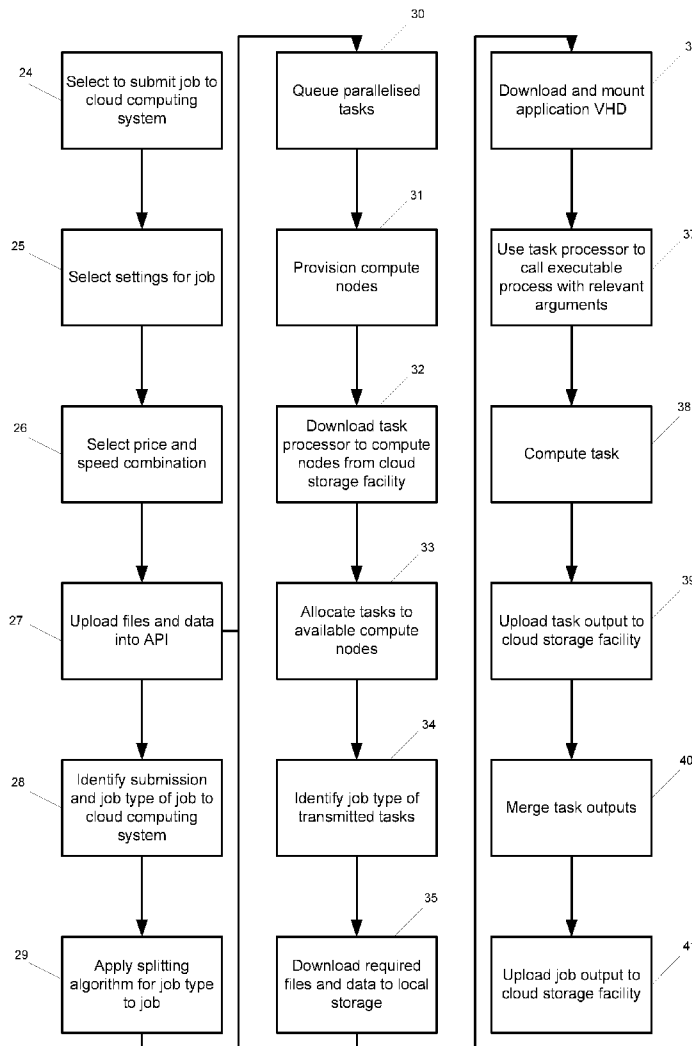 24
Select to submit job to
cloud computing
system
25
Select settings for job
26
Select price and
speed combination
27
Upload files and data
into API
28
Identify submission
and job type of job to
cloud computing
system
29
Apply splitting
algorithm for job type
to job
30
Queue parallelised
tasks
31
Provision compute
nodes
32
Download task
processor to compute
nodes from cloud
storage facility
33
Allocate tasks to
available compute
nodes
34
Identify job type of
transmitted tasks
35
Download required
files and data to local
storage
Download and mount
application VHD
37
Use task processor to
call executable
process with relevant
arguments
38
Compute task
39
Upload task output to
cloud storage facility
40
Merge task outputs
41
Upload job output to
cloud storage facility